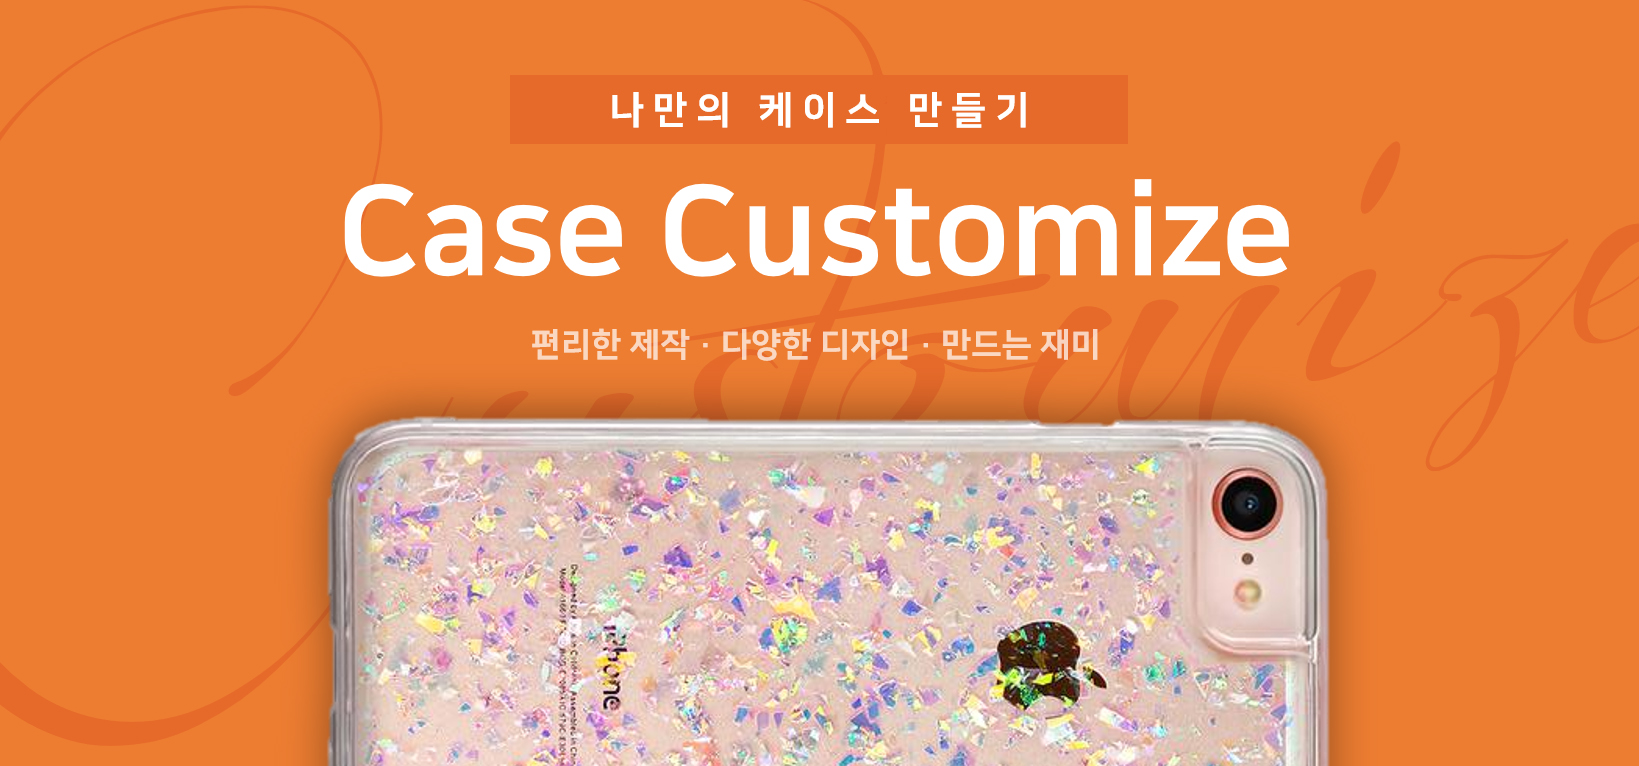 나만의 케이스 만들기
Case Customize
편리한 제작 · 다양한 디자인 · 만드는 재미
iPhone